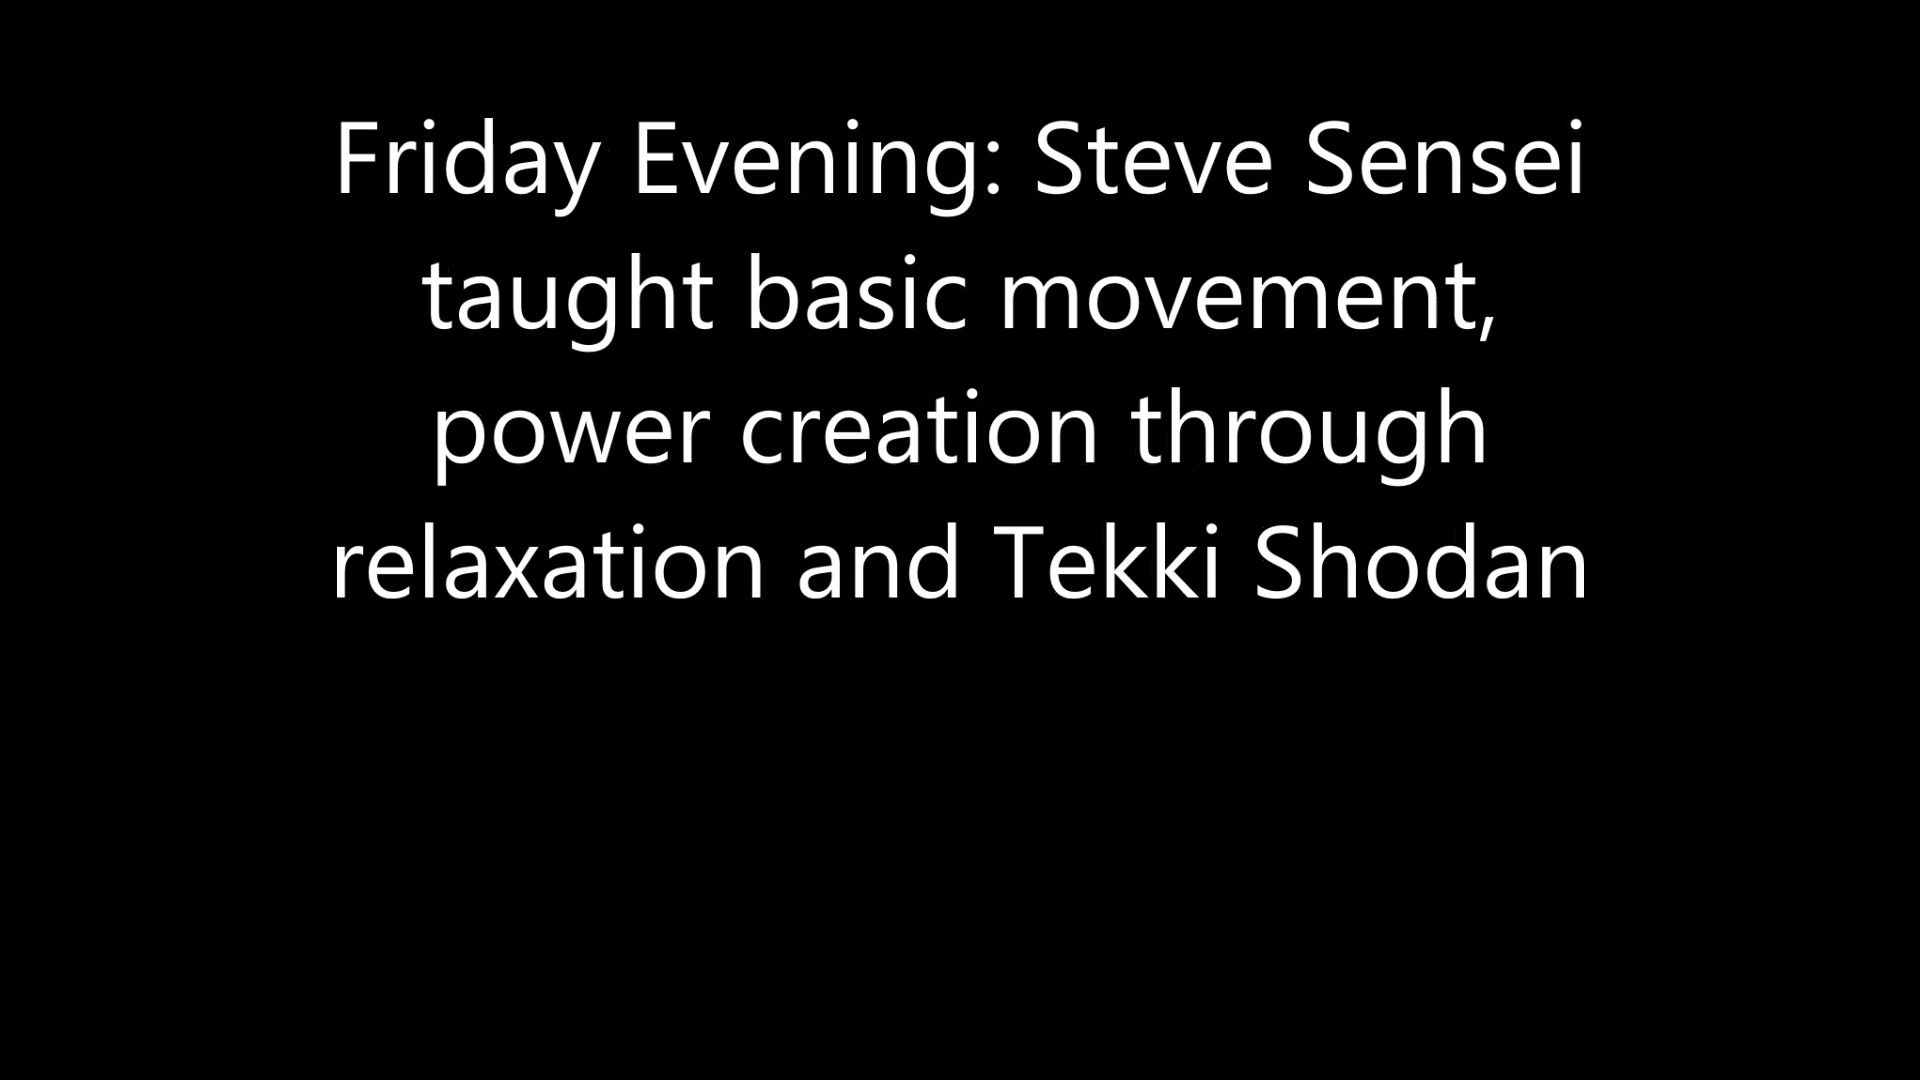 Friday Evening: Steve Sensei
taught basic movement,
power creation through
relaxation and Tekki Shodan